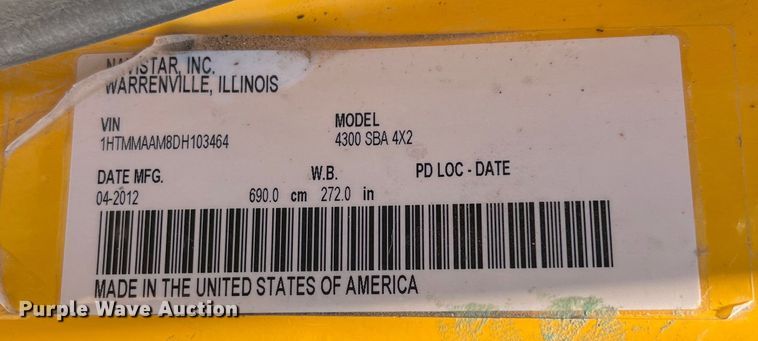 NAVISTAR, INC.
WARRENVILLE, ILLINOIS
VIN MODEL
1HTMMAAM8DH103464 4300 SBA 4X2
DATE MFG. W.B. PD LOC - DATE
04-2012 690.0 cm 272.0 in
MADE IN THE UNITED STATES OF AMERICA
Purple Wave Auction